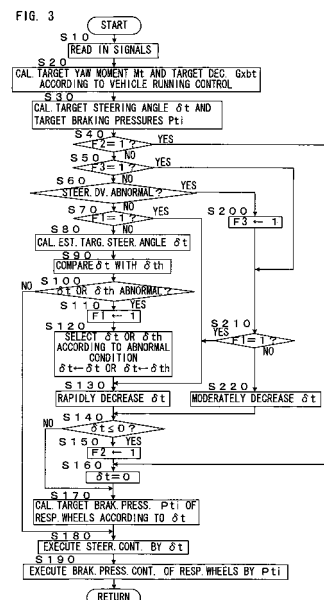 FIG. 3
START
S10
READ IN SIGNALS
S20
CAL. TARGET YAW MOMENT Mt AND TARGET DEC. Gxbt
ACCORDING TO VEHICLE RUNNING CONTROL
S30
CAL. TARGET STEERING ANGLE δt AND
TARGET BRAKING PRESSURES Pti
S40
F2=1?
YES
NO
S50
F3=1?
YES
NO
S60
STEER. DV. ABNORMAL?
YES
NO
S70
F1=1?
YES
NO
S200
F3 ← 1
S80
CAL. EST. TARG. STEER. ANGLE δt
S90
COMPARE δt WITH δth
S100
NO
δt OR δth ABNORMAL?
YES
S110
F1 ← 1
S120
SELECT δt OR δth
ACCORDING TO ABNORMAL
CONDITION
δt←δt OR δt←δth
S210
YES
F1=1?
NO
S130
RAPIDLY DECREASE δt
S220
MODERATELY DECREASE δt
S140
δt≤0?
NO
YES
S150
F2 ← 1
S160
δt=0
S170
CAL. TARGET BRAK. PRESS. Pti OF
RESP. WHEELS ACCORDING TO δt
S180
EXECUTE STEER. CONT. BY δt
S190
EXECUTE BRAK. PRESS. CONT. OF RESP. WHEELS BY Pti
RETURN